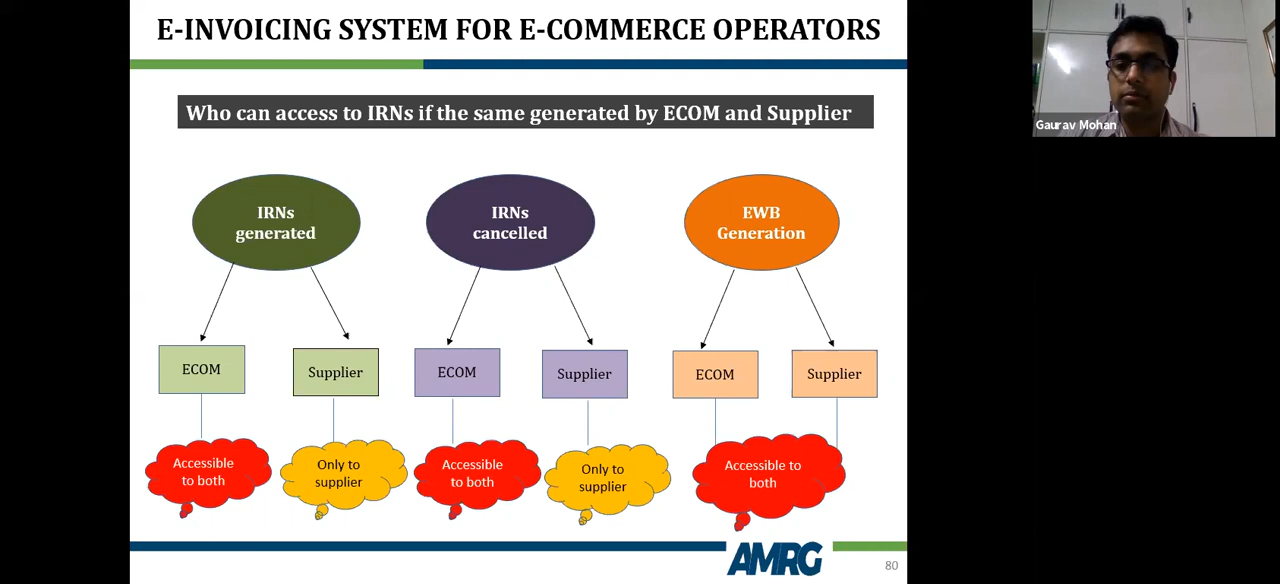 E-INVOICING SYSTEM FOR E-COMMERCE OPERATORS
Gaurav Mohan
Who can access to IRNs if the same generated by ECOM and Supplier
IRNs
generated
IRNs
cancelled
EWB
Generation
ECOM
Supplier
ECOM
Supplier
ECOM
Supplier
Accessible
to both
Only to
supplier
Accessible
to both
Only to
supplier
Accessible to
both
AMRG
80